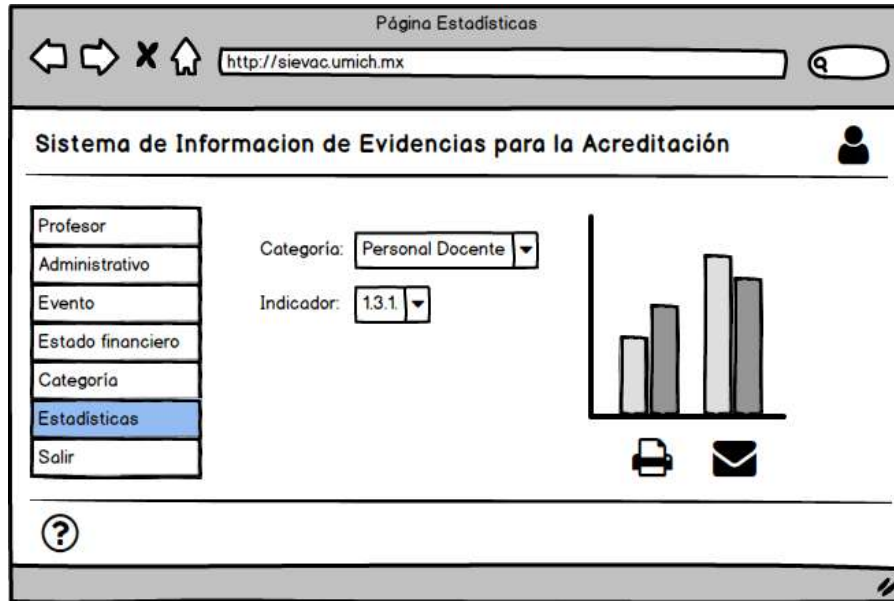 Página Estadísticas
http://sievac.umich.mx
Sistema de Informacion de Evidencias para la Acreditación
Profesor
Administrativo
Evento
Estado financiero
Categoría
Estadísticas
Salir
Categoría: Personal Docente
Indicador: 1.3.1.
?